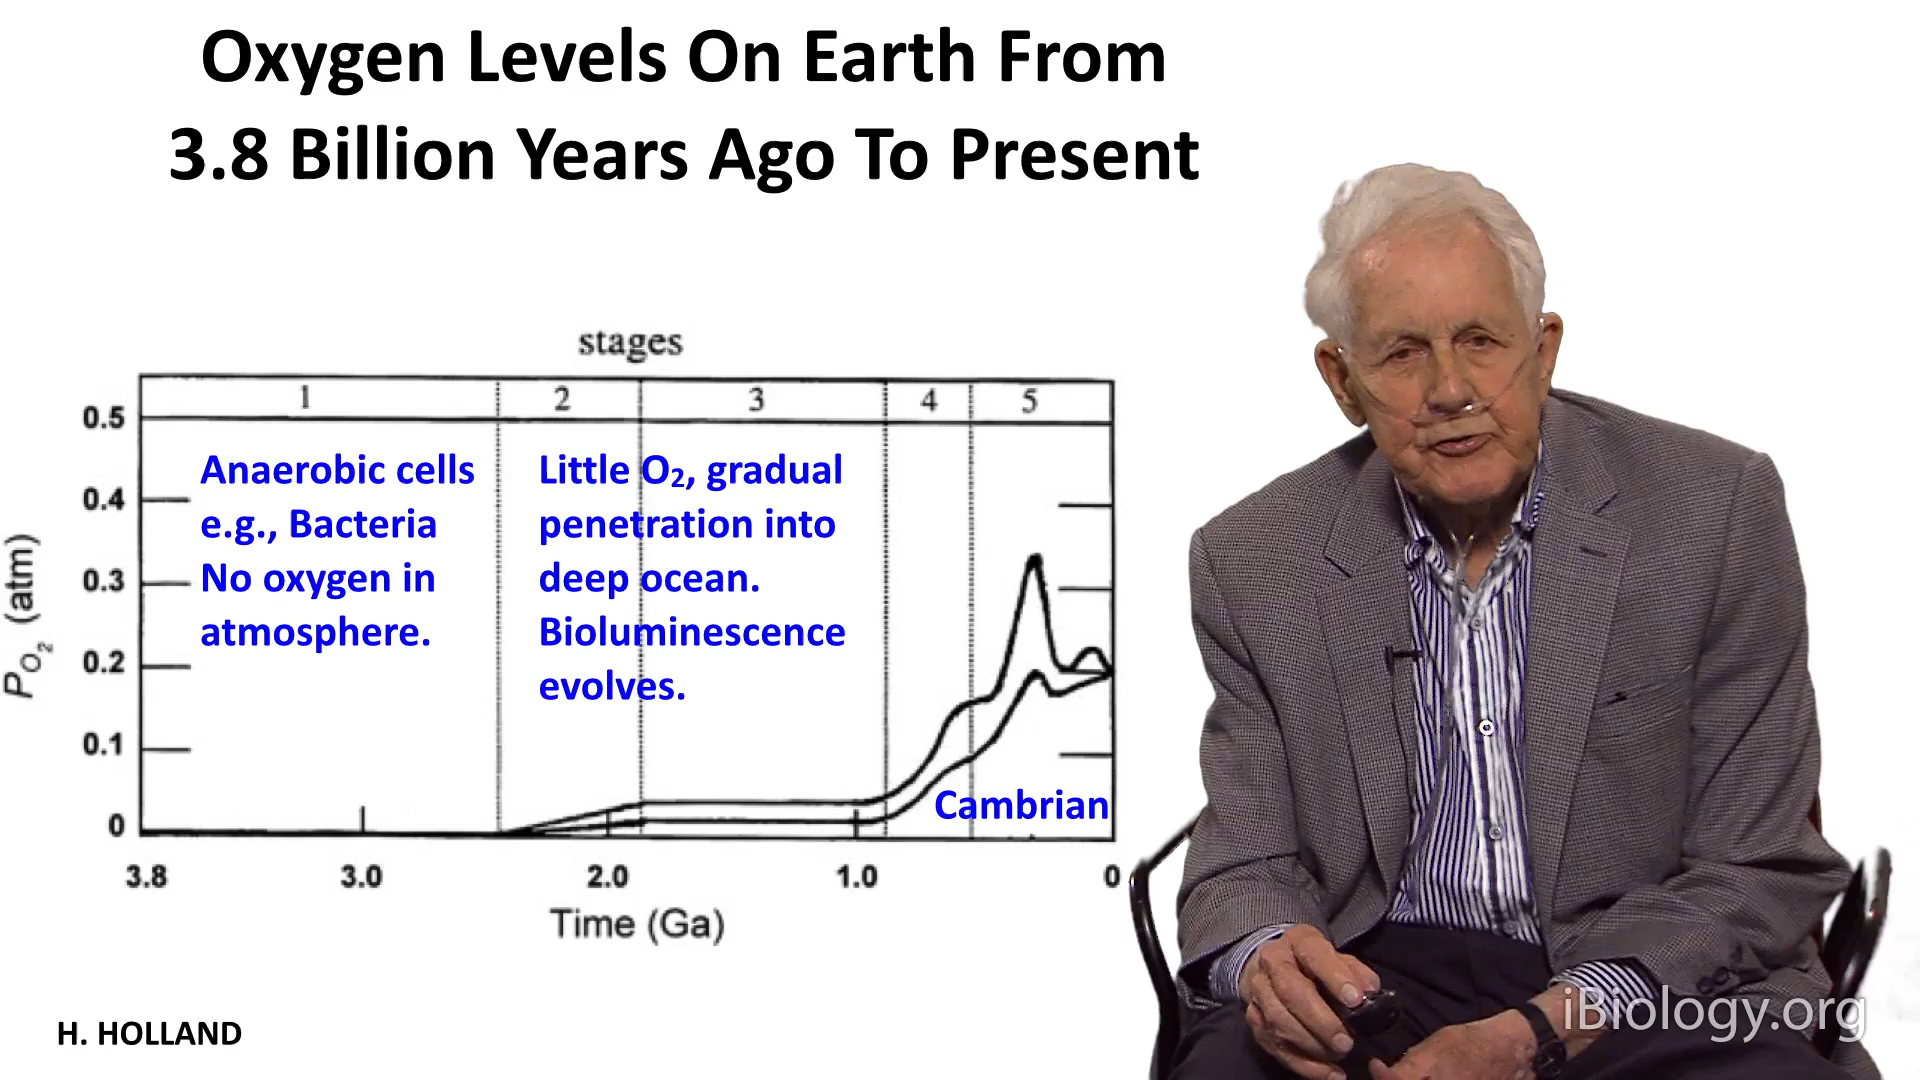 Oxygen Levels On Earth From
3.8 Billion Years Ago To Present
stages
1 2 3 4 5
0.5
0.4
0.3
0.2
0.1
0
PO₂ (atm)
Anaerobic cells
e.g., Bacteria
No oxygen in
atmosphere.
Little O₂, gradual
penetration into
deep ocean.
Bioluminescence
evolves.
Cambrian
3.8 3.0 2.0 1.0 0
Time (Ga)
H. HOLLAND
iBiology.org